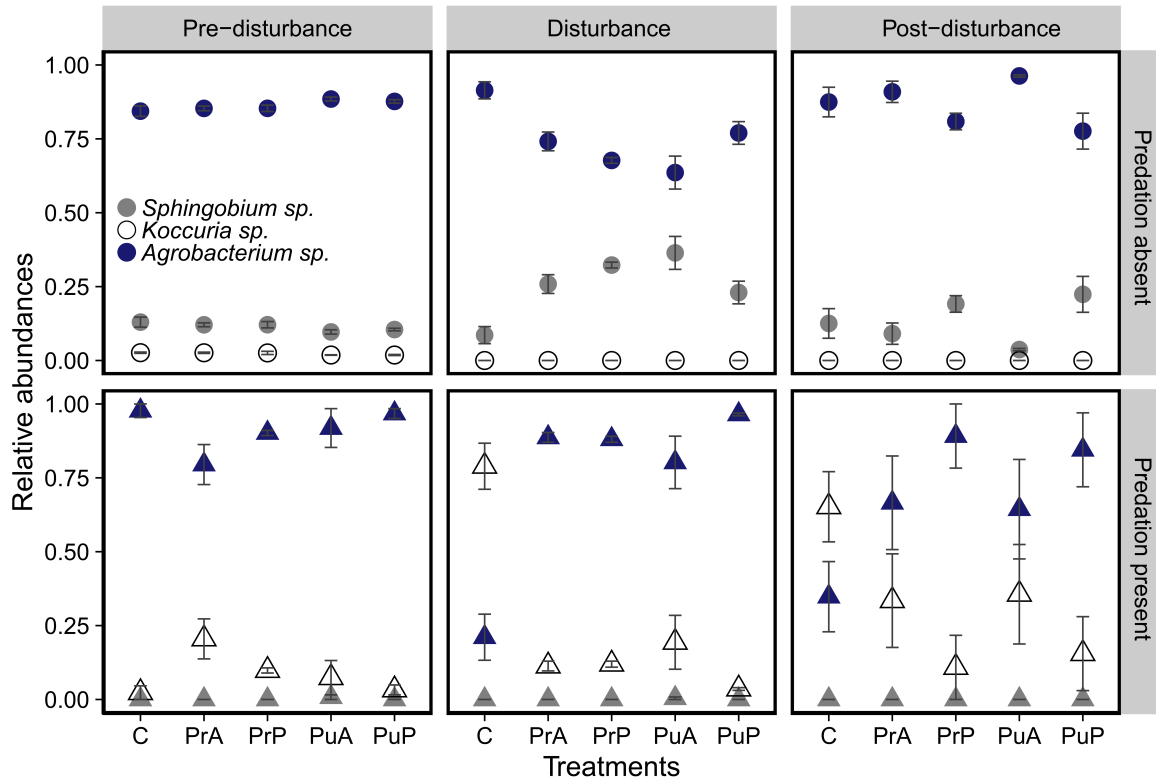 Pre−disturbance
Disturbance
Post−disturbance
1.00
0.75
0.50
0.25
0.00
Sphingobium sp.
Koccuria sp.
Agrobacterium sp.
Predation absent
1.00
0.75
0.50
0.25
0.00
Predation present
Relative abundances
C PrA PrP PuA PuP
C PrA PrP PuA PuP
C PrA PrP PuA PuP
Treatments